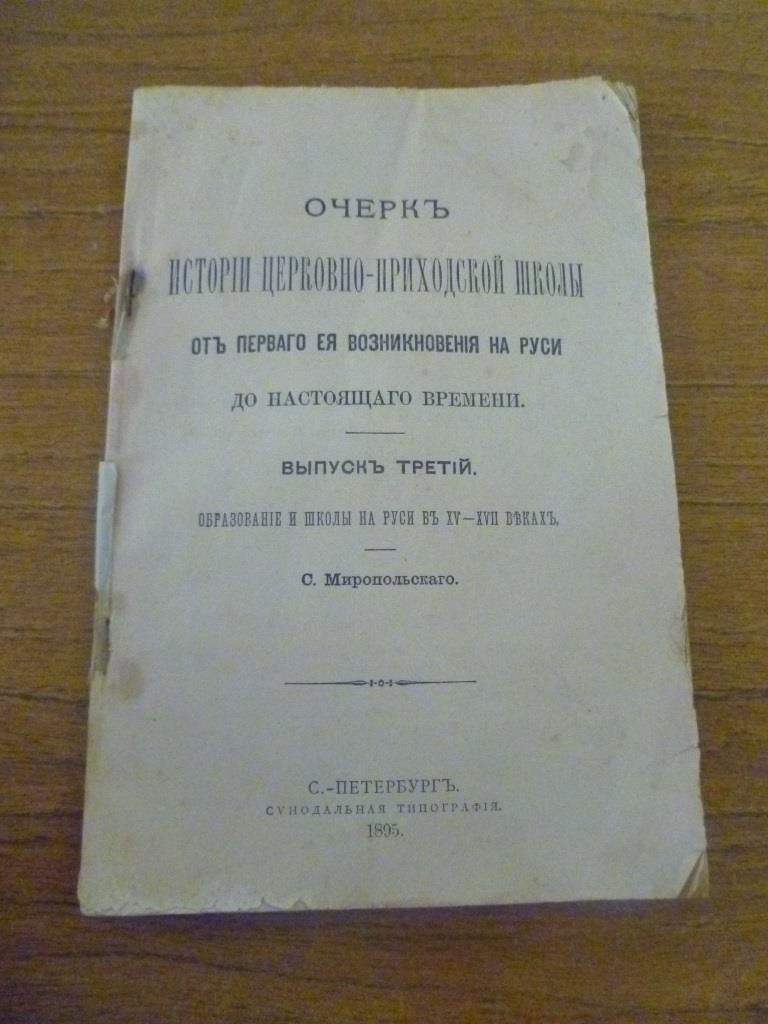 ОЧЕРКЪ
ИСТОРІИ ЦЕРКОВНО-ПРИХОДСКОЙ ШКОЛЫ
ОТЪ ПЕРВАГО ЕЯ ВОЗНИКНОВЕНІЯ НА РУСИ
ДО НАСТОЯЩАГО ВРЕМЕНИ.
ВЫПУСКЪ ТРЕТІЙ.
ОБРАЗОВАНІЕ И ШКОЛЫ НА РУСИ ВЪ XV—XVII ВѢКАХЪ.
С. Миропольскаго.
С.-ПЕТЕРБУРГЪ.
СѴНОДАЛЬНАЯ ТИПОГРАФІЯ.
1895.